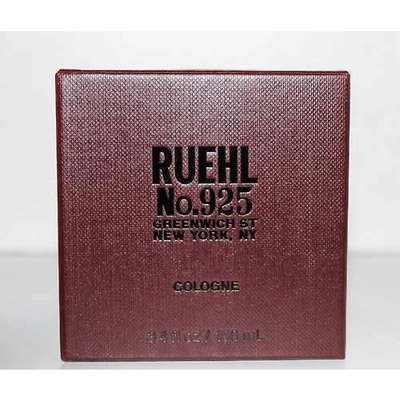 RUEHL
No.925
GREENWICH ST
NEW YORK, NY
COLOGNE
3.4 fl oz / 100 mL